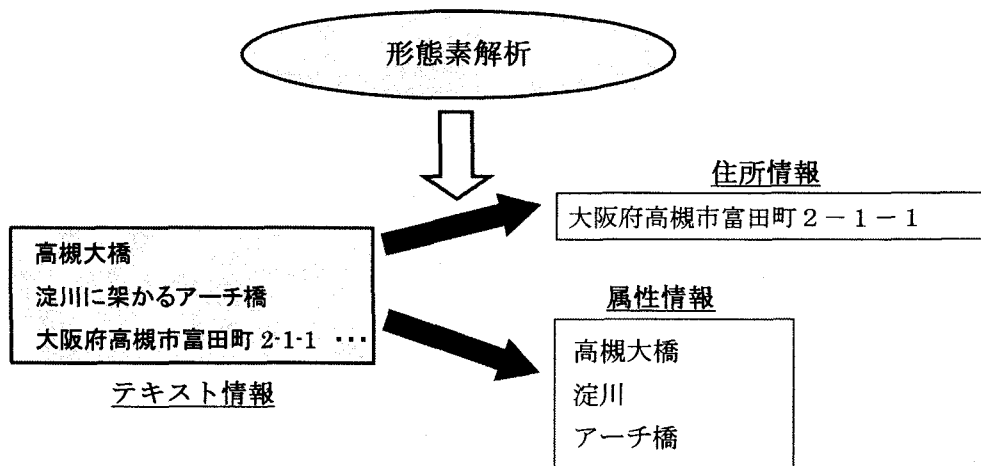 形態素解析
住所情報
大阪府高槻市富田町２－１－１
高槻大橋
淀川に架かるアーチ橋
大阪府高槻市富田町 2-1-1 …
テキスト情報
属性情報
高槻大橋
淀川
アーチ橋